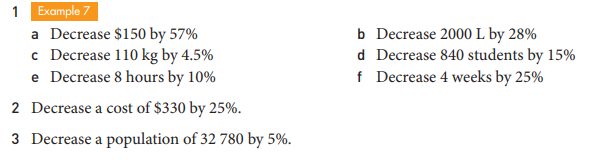 1 Example 7
a Decrease $150 by 57% b Decrease 2000 L by 28%
c Decrease 110 kg by 4.5% d Decrease 840 students by 15%
e Decrease 8 hours by 10% f Decrease 4 weeks by 25%
2 Decrease a cost of $330 by 25%.
3 Decrease a population of 32 780 by 5%.